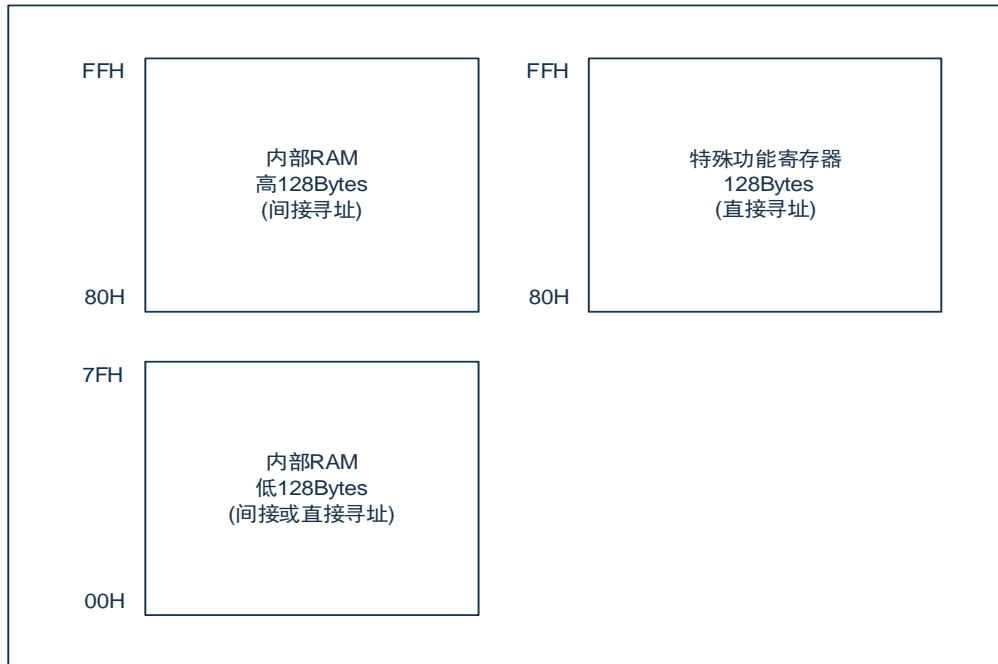 FFH
内部RAM
高128Bytes
(间接寻址)
80H
FFH
特殊功能寄存器
128Bytes
(直接寻址)
80H
7FH
内部RAM
低128Bytes
(间接或直接寻址)
00H